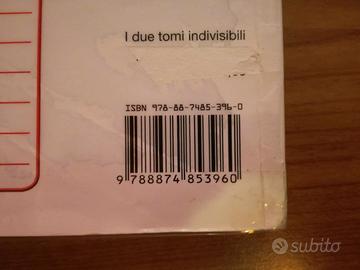 I due tomi indivisibili
ISBN 978-88-7485-396-0
9 788874 853960
subito